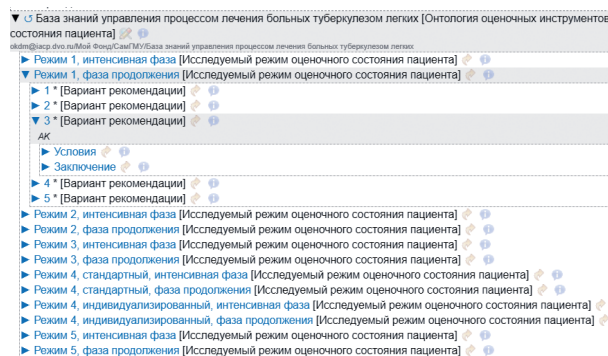 ▼ База знаний управления процессом лечения больных туберкулезом легких [Онтология оценочных инструментов
состояния пациента]
okdm@iacp.dvo.ru/Мой Фонд/СамГМУ/База знаний управления процессом лечения больных туберкулезом легких
► Режим 1, интенсивная фаза [Исследуемый режим оценочного состояния пациента]
▼ Режим 1, фаза продолжения [Исследуемый режим оценочного состояния пациента]
► 1 * [Вариант рекомендации]
► 2 * [Вариант рекомендации]
▼ 3 * [Вариант рекомендации]
АК
► Условия
► Заключение
► 4 * [Вариант рекомендации]
► 5 * [Вариант рекомендации]
► Режим 2, интенсивная фаза [Исследуемый режим оценочного состояния пациента]
► Режим 2, фаза продолжения [Исследуемый режим оценочного состояния пациента]
► Режим 3, интенсивная фаза [Исследуемый режим оценочного состояния пациента]
► Режим 3, фаза продолжения [Исследуемый режим оценочного состояния пациента]
► Режим 4, стандартный, интенсивная фаза [Исследуемый режим оценочного состояния пациента]
► Режим 4, стандартный, фаза продолжения [Исследуемый режим оценочного состояния пациента]
► Режим 4, индивидуализированный, интенсивная фаза [Исследуемый режим оценочного состояния пациента]
► Режим 4, индивидуализированный, фаза продолжения [Исследуемый режим оценочного состояния пациента]
► Режим 5, интенсивная фаза [Исследуемый режим оценочного состояния пациента]
► Режим 5, фаза продолжения [Исследуемый режим оценочного состояния пациента]